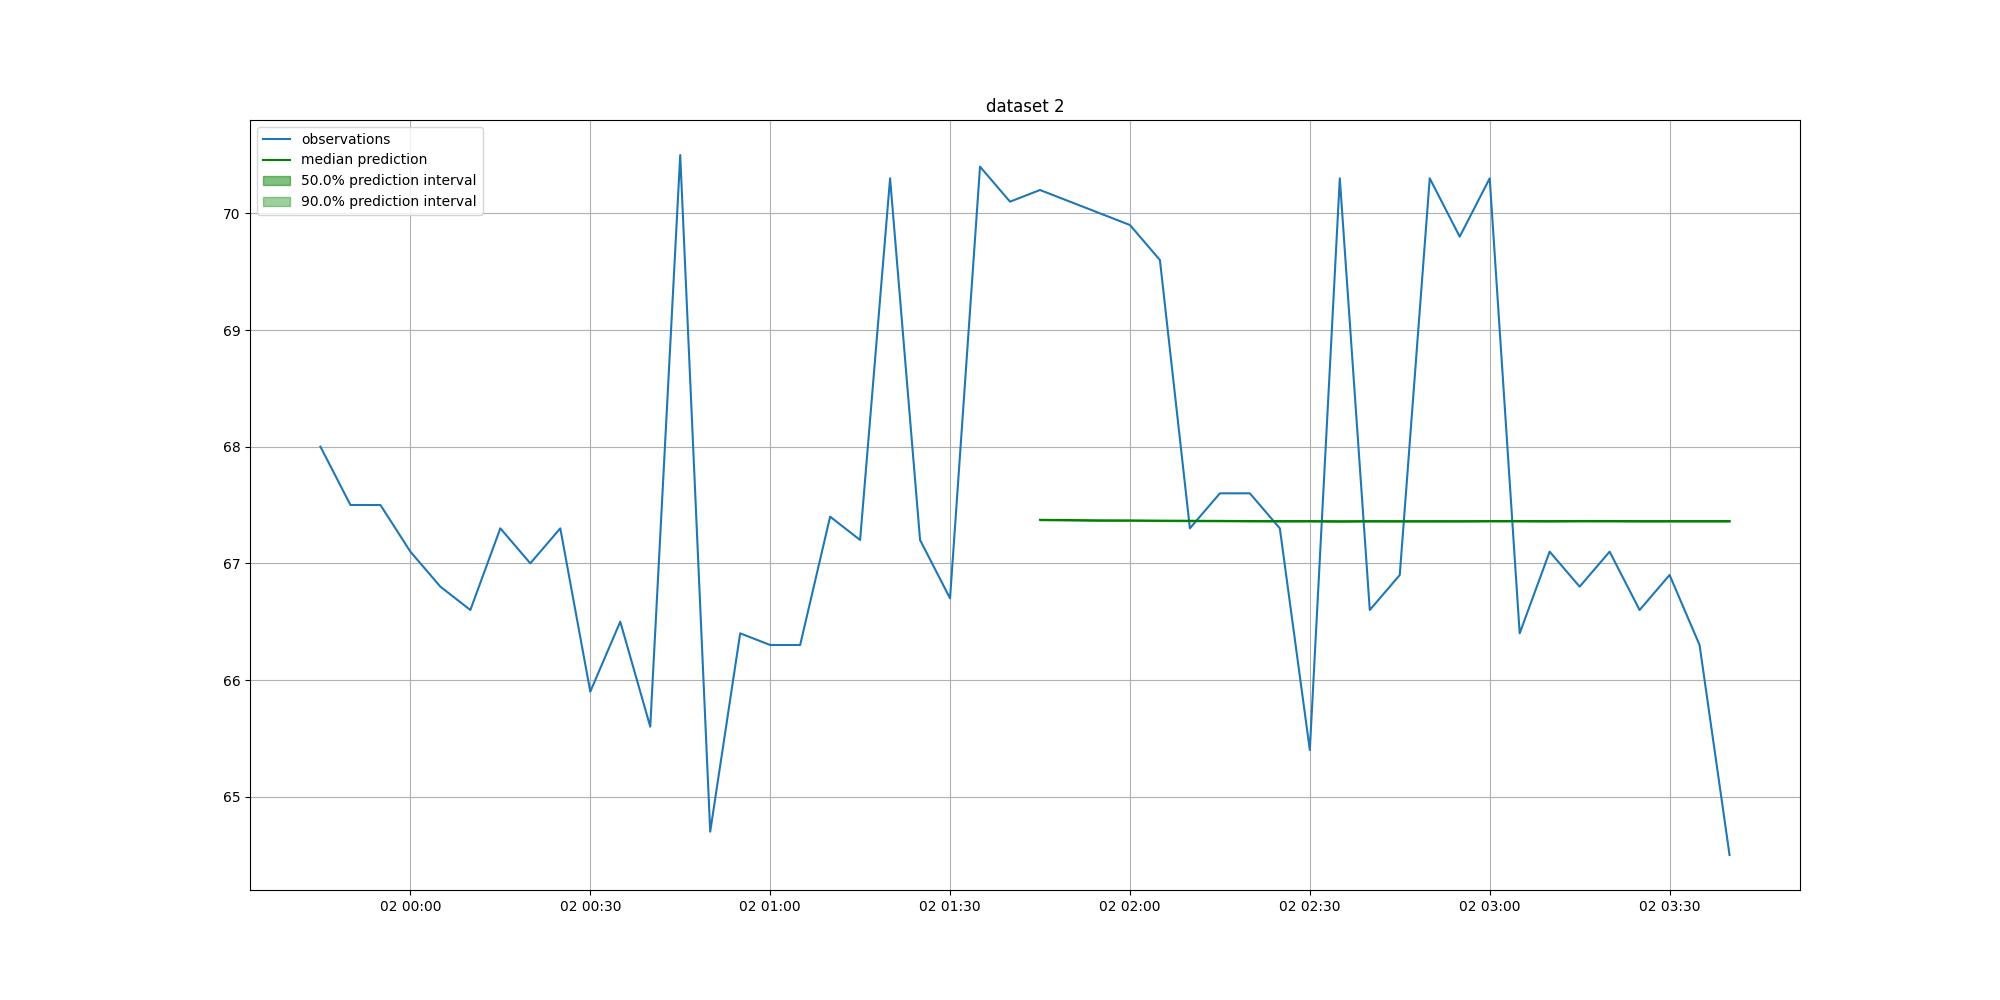 dataset 2
observations
median prediction
50.0% prediction interval
90.0% prediction interval
70
69
68
67
66
65
02 00:00
02 00:30
02 01:00
02 01:30
02 02:00
02 02:30
02 03:00
02 03:30